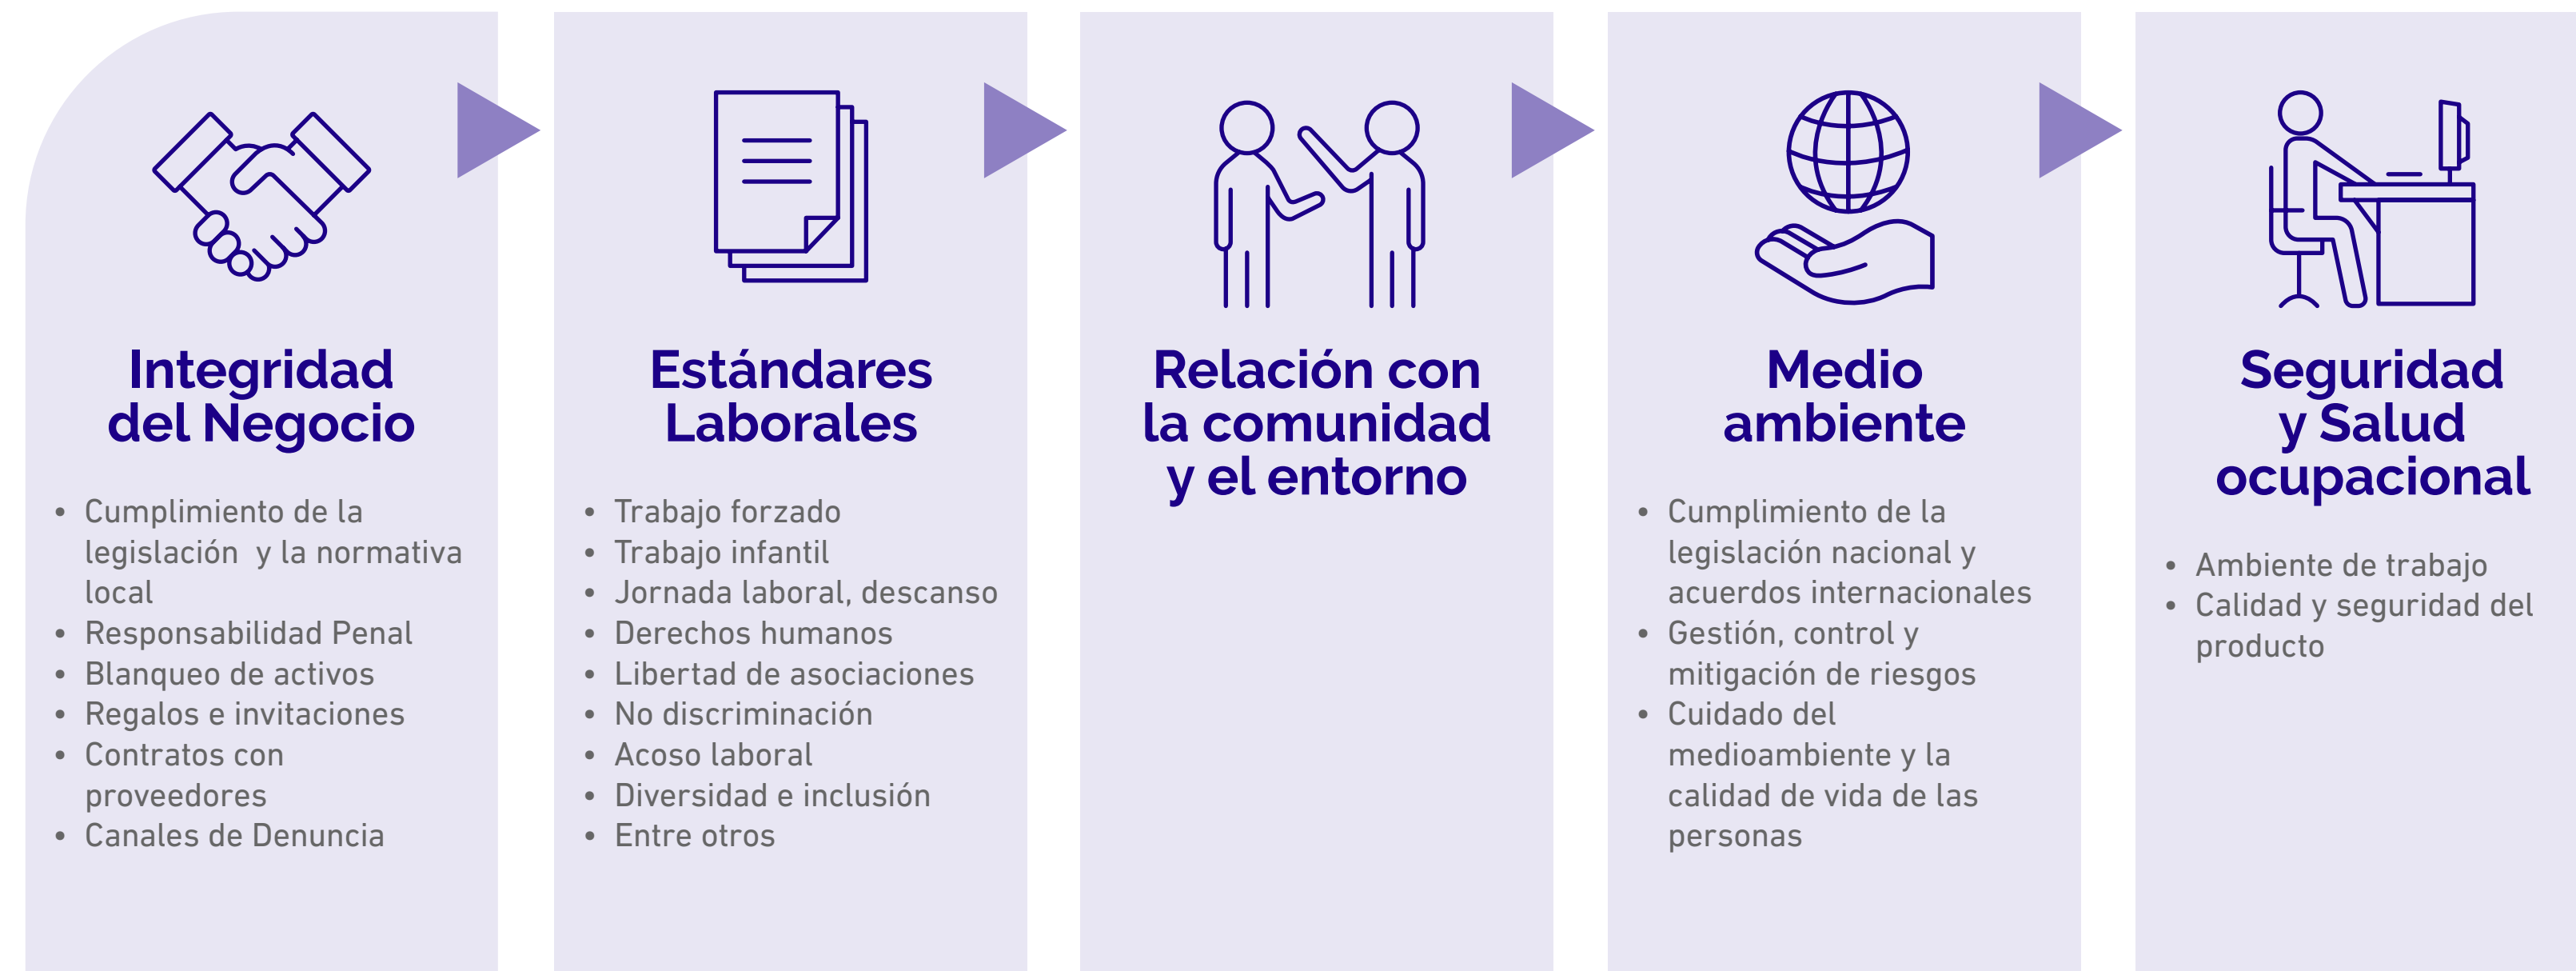 Integridad
del Negocio
• Cumplimiento de la
legislación  y la normativa
local
• Responsabilidad Penal
• Blanqueo de activos
• Regalos e invitaciones
• Contratos con
proveedores
• Canales de Denuncia
Estándares
Laborales
• Trabajo forzado
• Trabajo infantil
• Jornada laboral, descanso
• Derechos humanos
• Libertad de asociaciones
• No discriminación
• Acoso laboral
• Diversidad e inclusión
• Entre otros
Relación con
la comunidad
y el entorno
Medio
ambiente
• Cumplimiento de la
legislación nacional y
acuerdos internacionales
• Gestión, control y
mitigación de riesgos
• Cuidado del
medioambiente y la
calidad de vida de las
personas
Seguridad
y Salud
ocupacional
• Ambiente de trabajo
• Calidad y seguridad del
producto